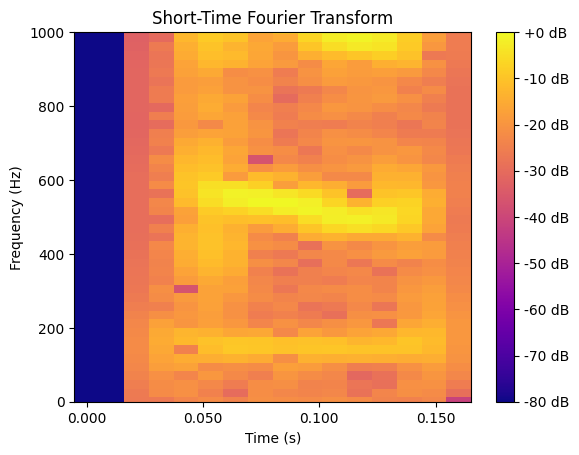 Short-Time Fourier Transform
1000
800
600
400
200
0
Frequency (Hz)
0.000
0.050
0.100
0.150
Time (s)
+0 dB
-10 dB
-20 dB
-30 dB
-40 dB
-50 dB
-60 dB
-70 dB
-80 dB